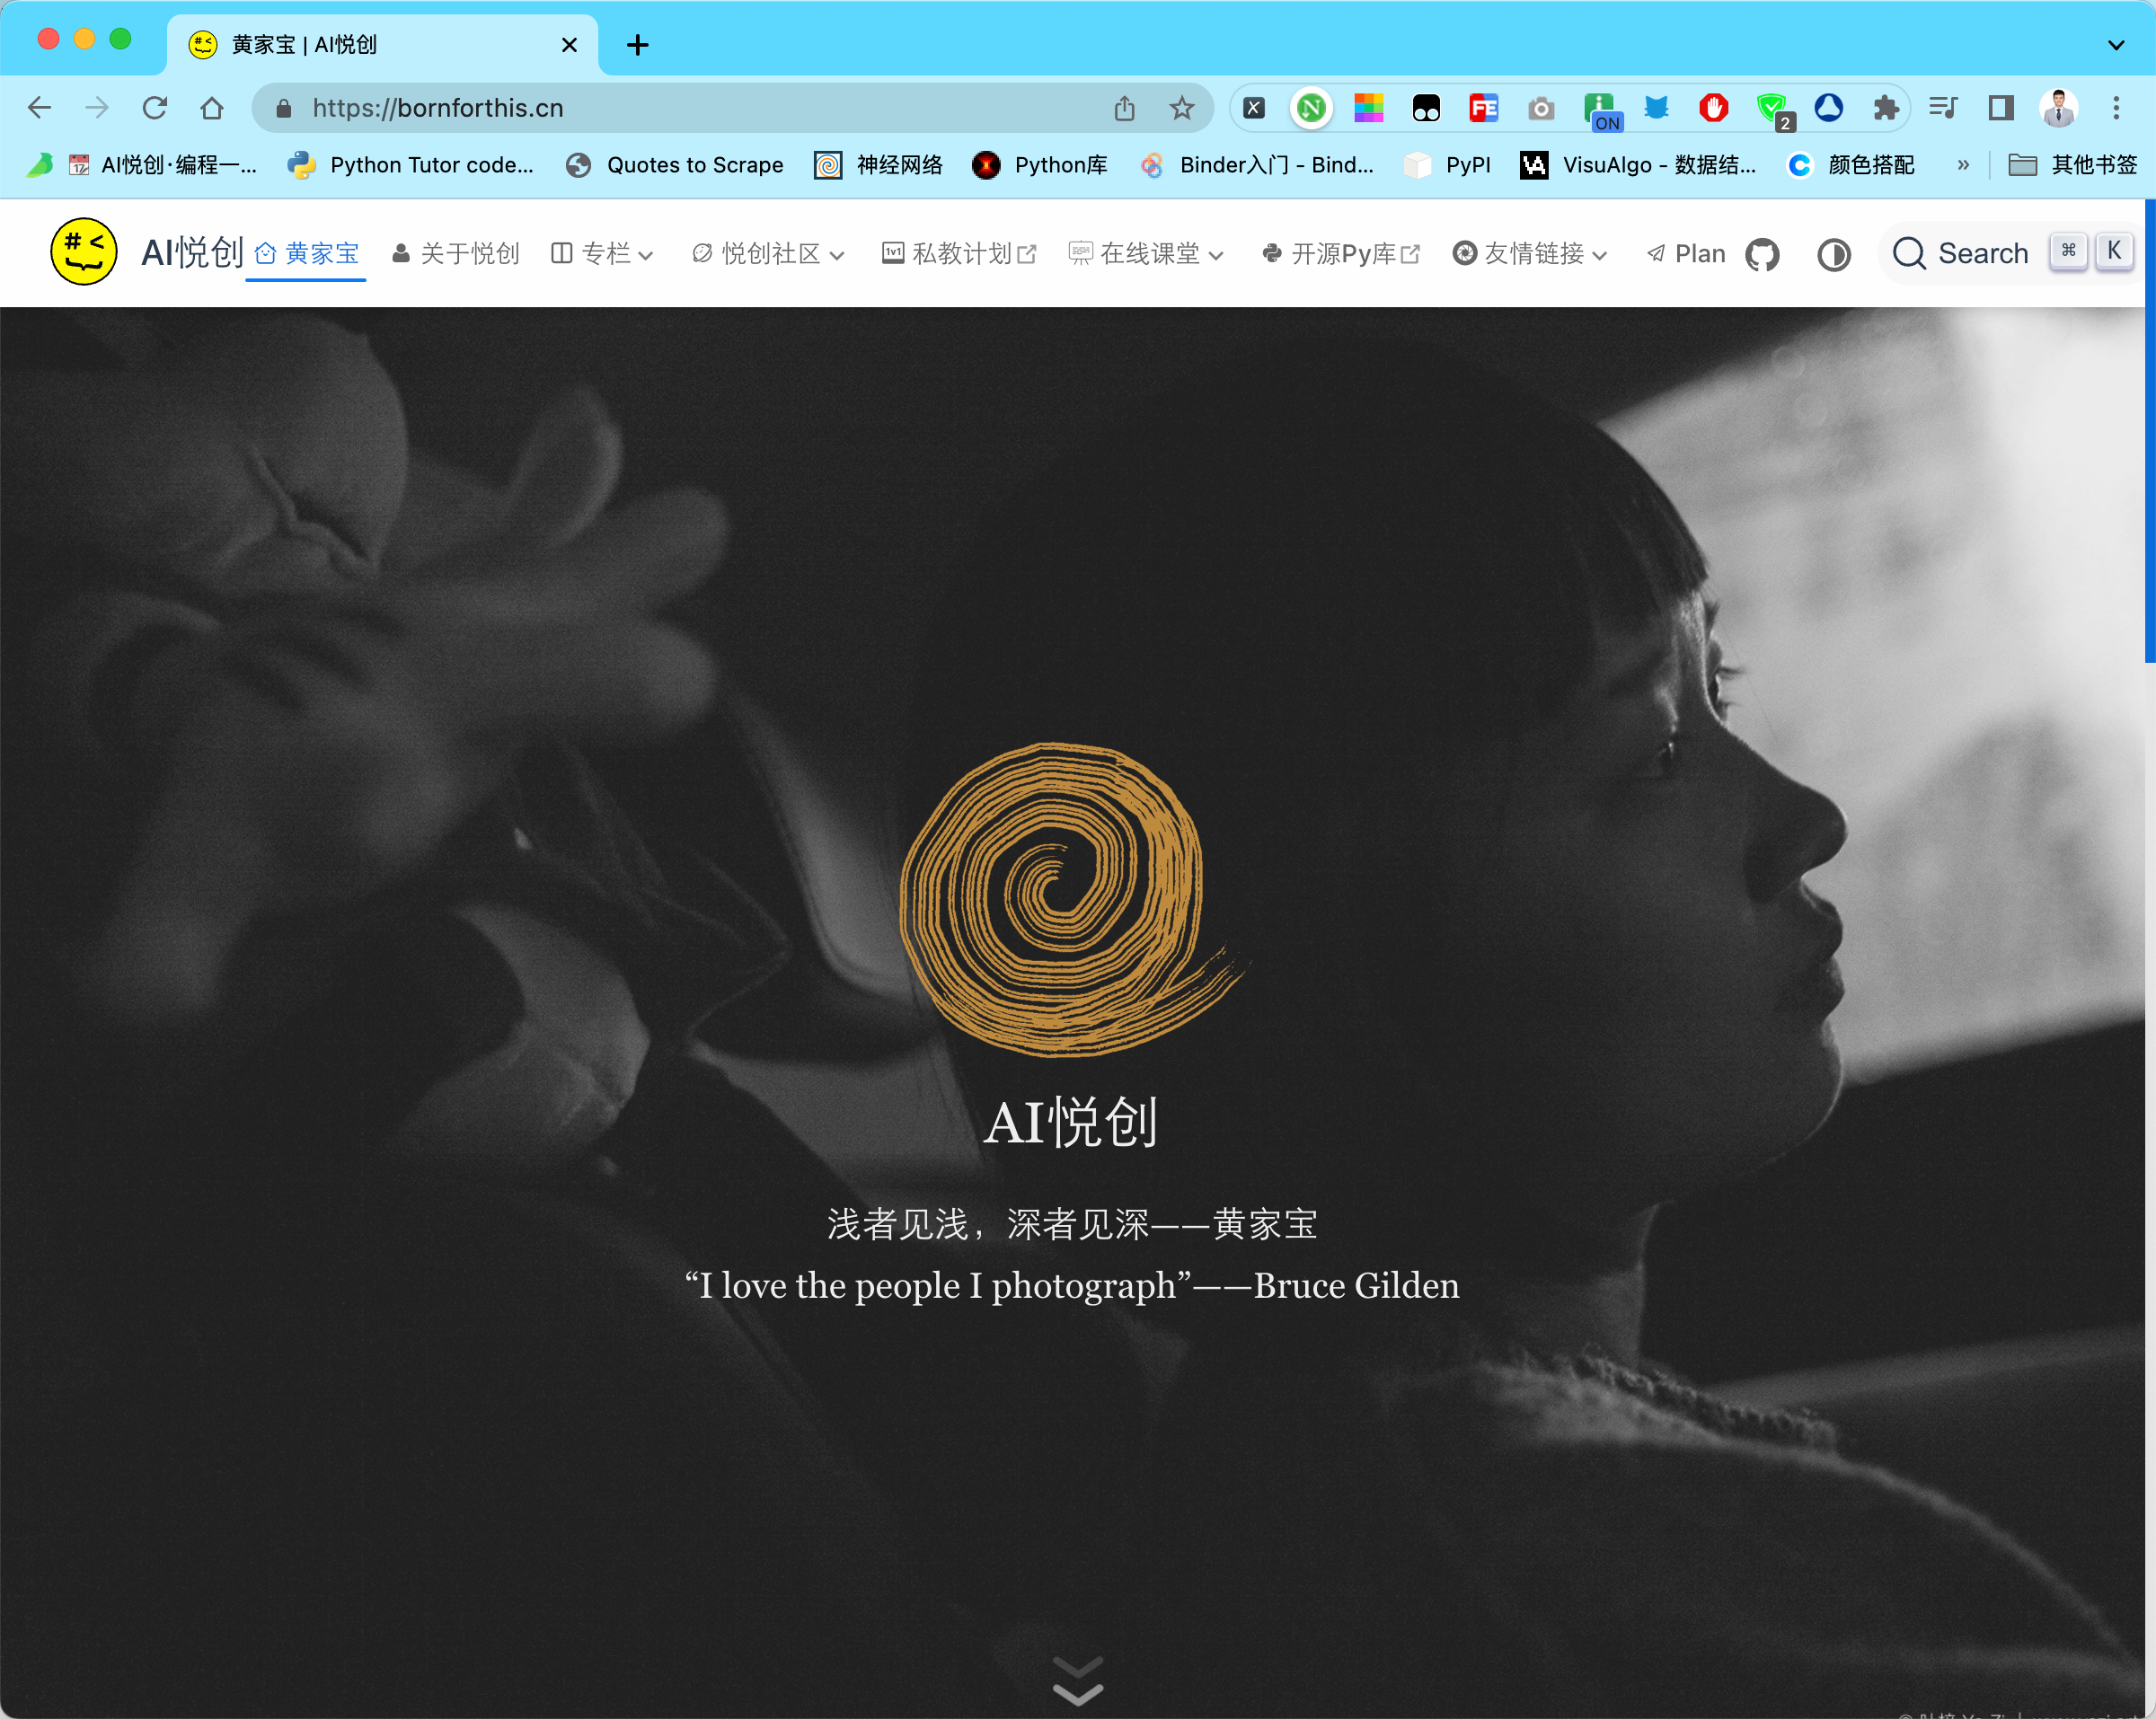 黄家宝 | AI悦创
https://bornforthis.cn
ON
2
17
AI悦创·编程一... Python Tutor code... Quotes to Scrape 神经网络 Python库 Binder入门 - Bind... PyPI VisuAlgo - 数据结... 颜色搭配 » 其他书签
AI悦创 黄家宝 关于悦创 专栏 悦创社区 1v1 私教计划 在线课堂 开源Py库 友情链接 Plan Search ⌘ K
AI悦创
浅者见浅，深者见深——黄家宝
“I love the people I photograph”——Bruce Gilden